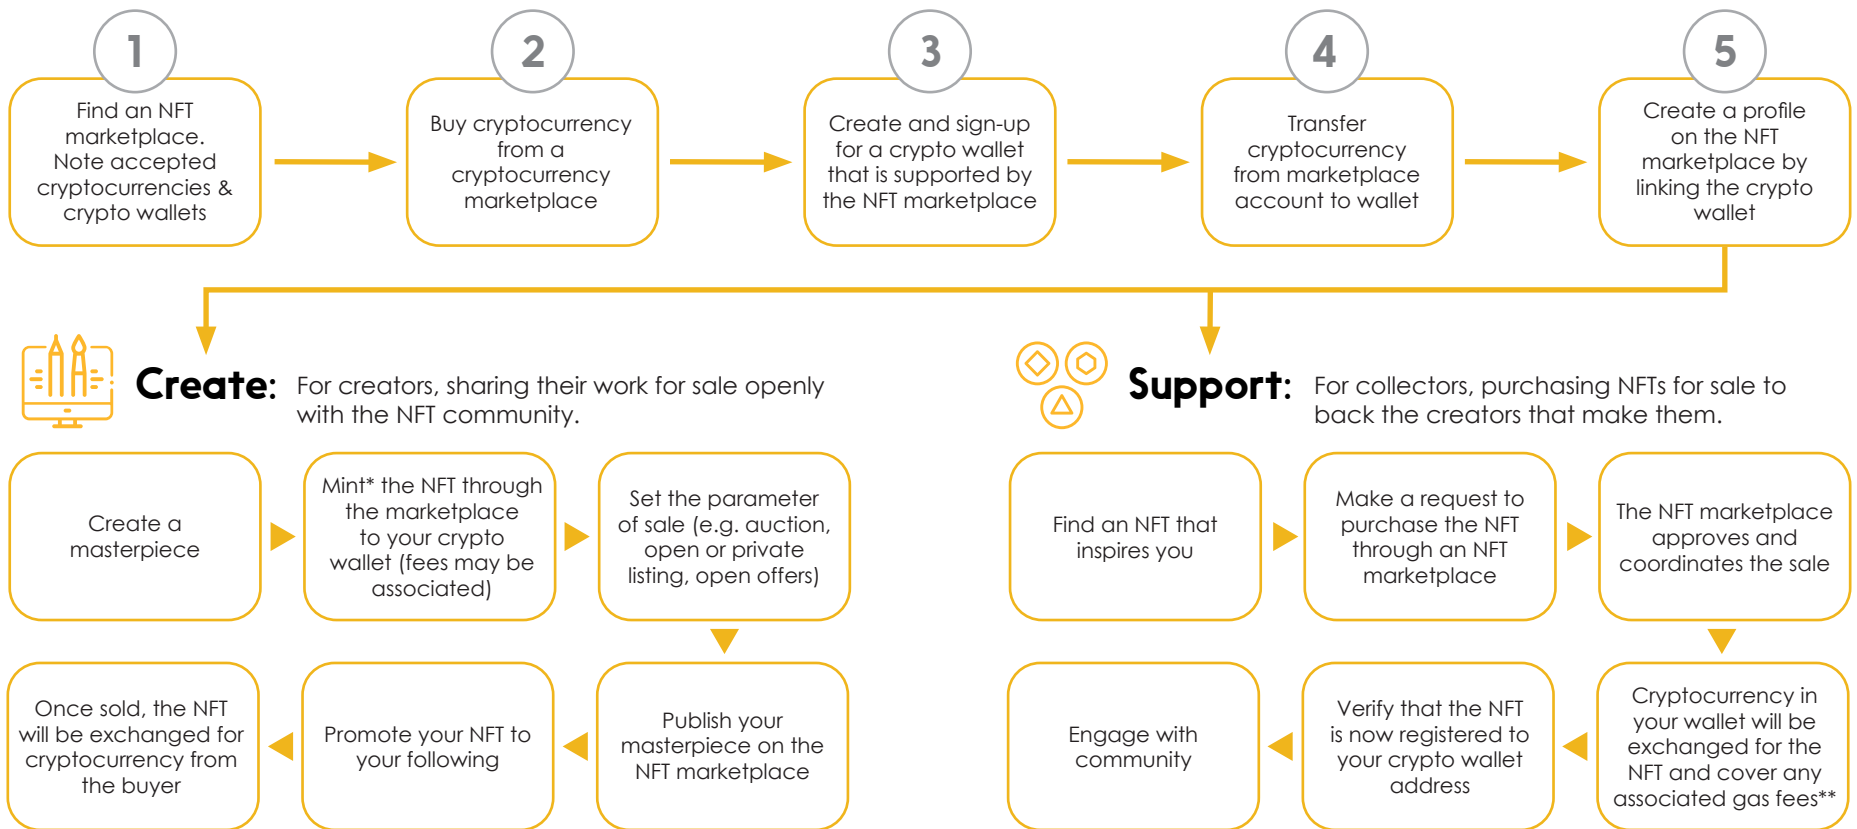 1
Find an NFT
marketplace.
Note accepted
cryptocurrencies &
crypto wallets
2
Buy cryptocurrency
from a
cryptocurrency
marketplace
3
Create and sign-up
for a crypto wallet
that is supported by
the NFT marketplace
4
Transfer
cryptocurrency
from marketplace
account to wallet
5
Create a profile
on the NFT
marketplace by
linking the crypto
wallet
Create:
For creators, sharing their work for sale openly
with the NFT community.
Create a
masterpiece
Mint* the NFT through
the marketplace
to your crypto
wallet (fees may be
associated)
Set the parameter
of sale (e.g. auction,
open or private
listing, open offers)
Publish your
masterpiece on the
NFT marketplace
Promote your NFT to
your following
Once sold, the NFT
will be exchanged for
cryptocurrency from
the buyer
Support:
For collectors, purchasing NFTs for sale to
back the creators that make them.
Find an NFT that
inspires you
Make a request to
purchase the NFT
through an NFT
marketplace
The NFT marketplace
approves and
coordinates the sale
Cryptocurrency in
your wallet will be
exchanged for the
NFT and cover any
associated gas fees**
Verify that the NFT
is now registered to
your crypto wallet
address
Engage with
community